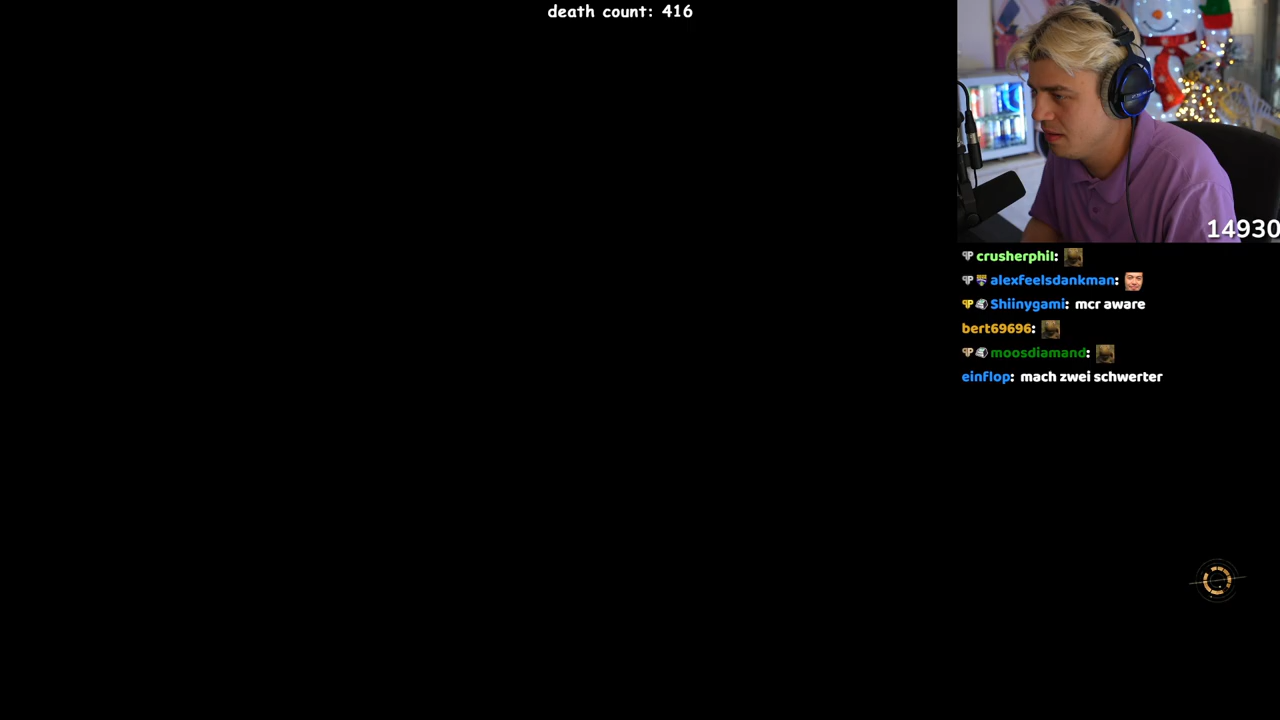 death count: 416
14930
crusherphil:
alexfeelsdankman:
Shiinygami: mcr aware
bert69696:
moosdiamand:
einflop: mach zwei schwerter